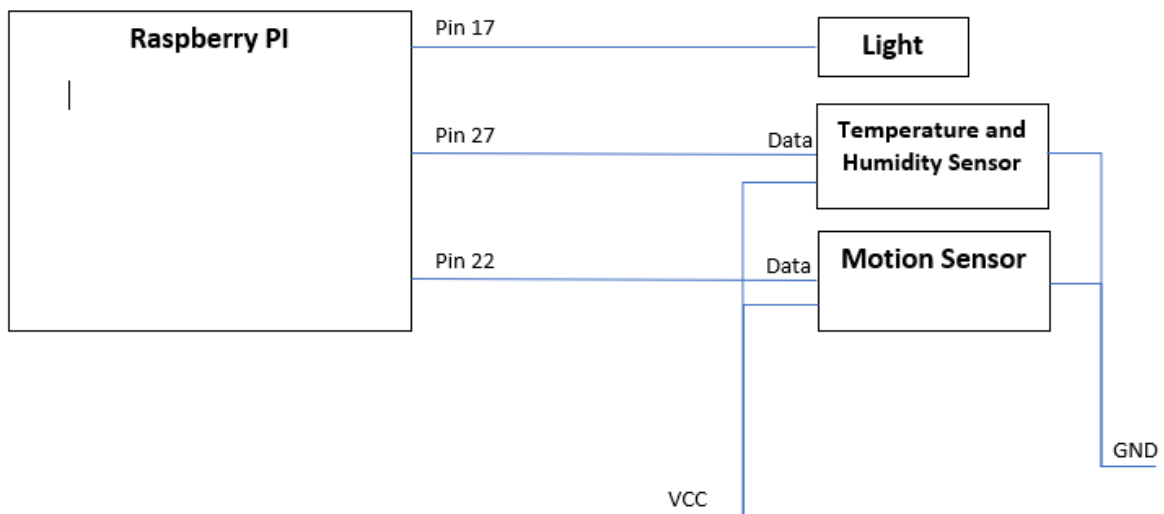 Raspberry PI
Pin 17
Light
Pin 27
Data
Temperature and
Humidity Sensor
Pin 22
Data
Motion Sensor
GND
VCC